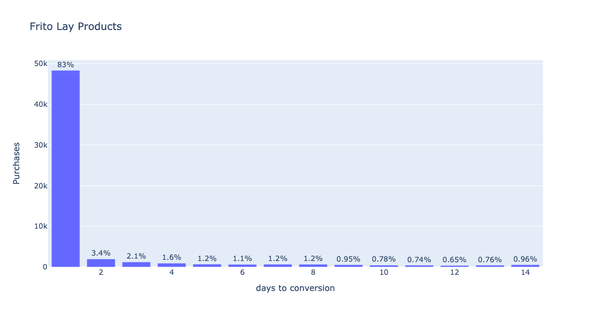 Frito Lay Products
Purchases
50k
40k
30k
20k
10k
0
83%
3.4%
2.1%
1.6%
1.2%
1.1%
1.2%
1.2%
0.95%
0.78%
0.74%
0.65%
0.76%
0.96%
2
4
6
8
10
12
14
days to conversion